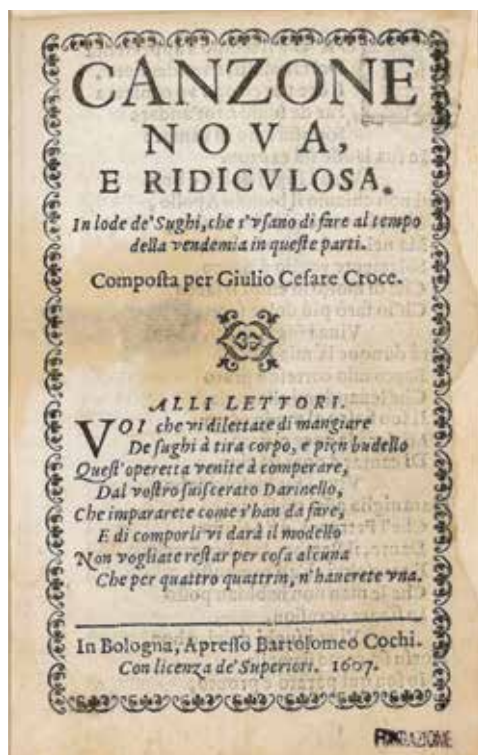 CANZONE
NOVA,
E RIDICVLOSA.
In lode de' Sughi, che s'vsano di fare al tempo
della vendemia in queste parti.
Composta per Giulio Cesare Croce.
ALLI LETTORI.
VOI che vi dilettate di mangiare
De sughi à tira corpo, e pien budello
Quest'operetta venite à comperare,
Dal vostro suiscerato Darinello,
Che impararete come s'han da fare,
E di comporli vi darà il modello
Non vogliate restar per cosa alcuna
Che per quattro quattrin, n'hauerete vna.
In Bologna, Apresso Bartolomeo Cochi.
Con licenza de' Superiori. 1607.
FONDAZIONE